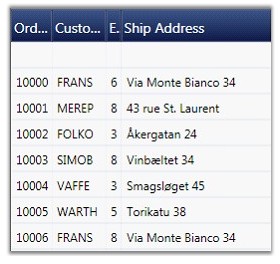 Ord... Custo... E. Ship Address
10000 FRANS 6 Via Monte Bianco 34
10001 MEREP 8 43 rue St. Laurent
10002 FOLKO 3 Åkergatan 24
10003 SIMOB 8 Vinbæltet 34
10004 VAFFE 3 Smagsløget 45
10005 WARTH 5 Torikatu 38
10006 FRANS 8 Via Monte Bianco 34